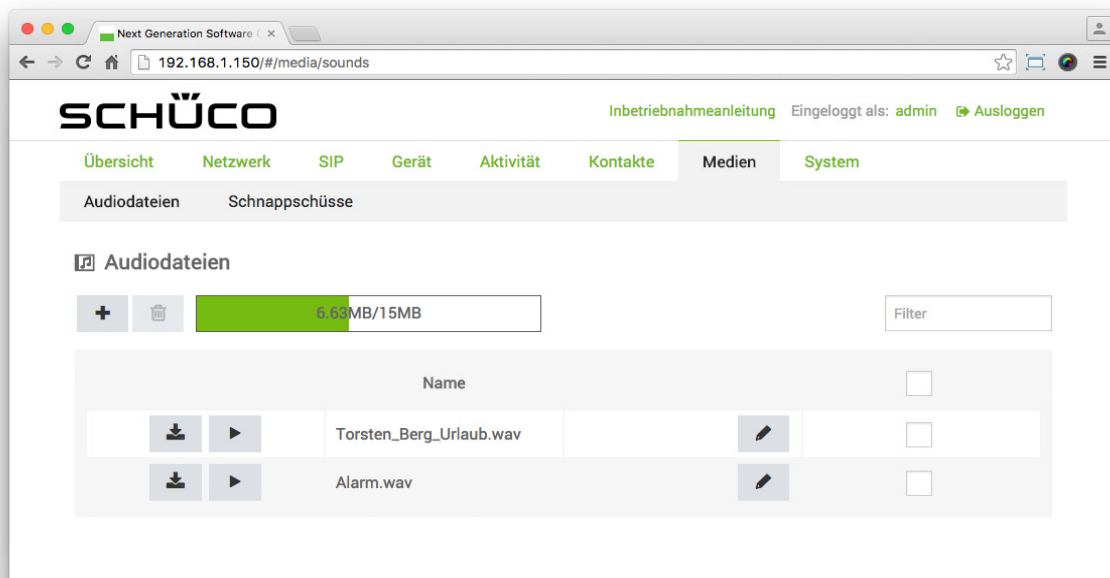 Next Generation Software
192.168.1.150/#/media/sounds
SCHÜCO
Inbetriebnahmeanleitung Eingeloggt als: admin Ausloggen
Übersicht Netzwerk SIP Gerät Aktivität Kontakte Medien System
Audiodateien Schnappschüsse
Audiodateien
6.63MB/15MB Filter
Name
Torsten_Berg_Urlaub.wav
Alarm.wav